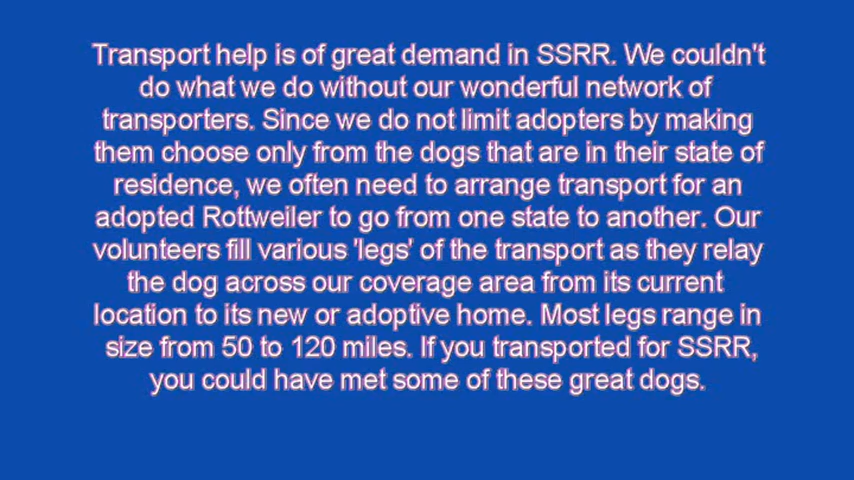 Transport help is of great demand in SSRR. We couldn't
do what we do without our wonderful network of
transporters. Since we do not limit adopters by making
them choose only from the dogs that are in their state of
residence, we often need to arrange transport for an
adopted Rottweiler to go from one state to another. Our
volunteers fill various 'legs' of the transport as they relay
the dog across our coverage area from its current
location to its new or adoptive home. Most legs range in
size from 50 to 120 miles. If you transported for SSRR,
you could have met some of these great dogs.